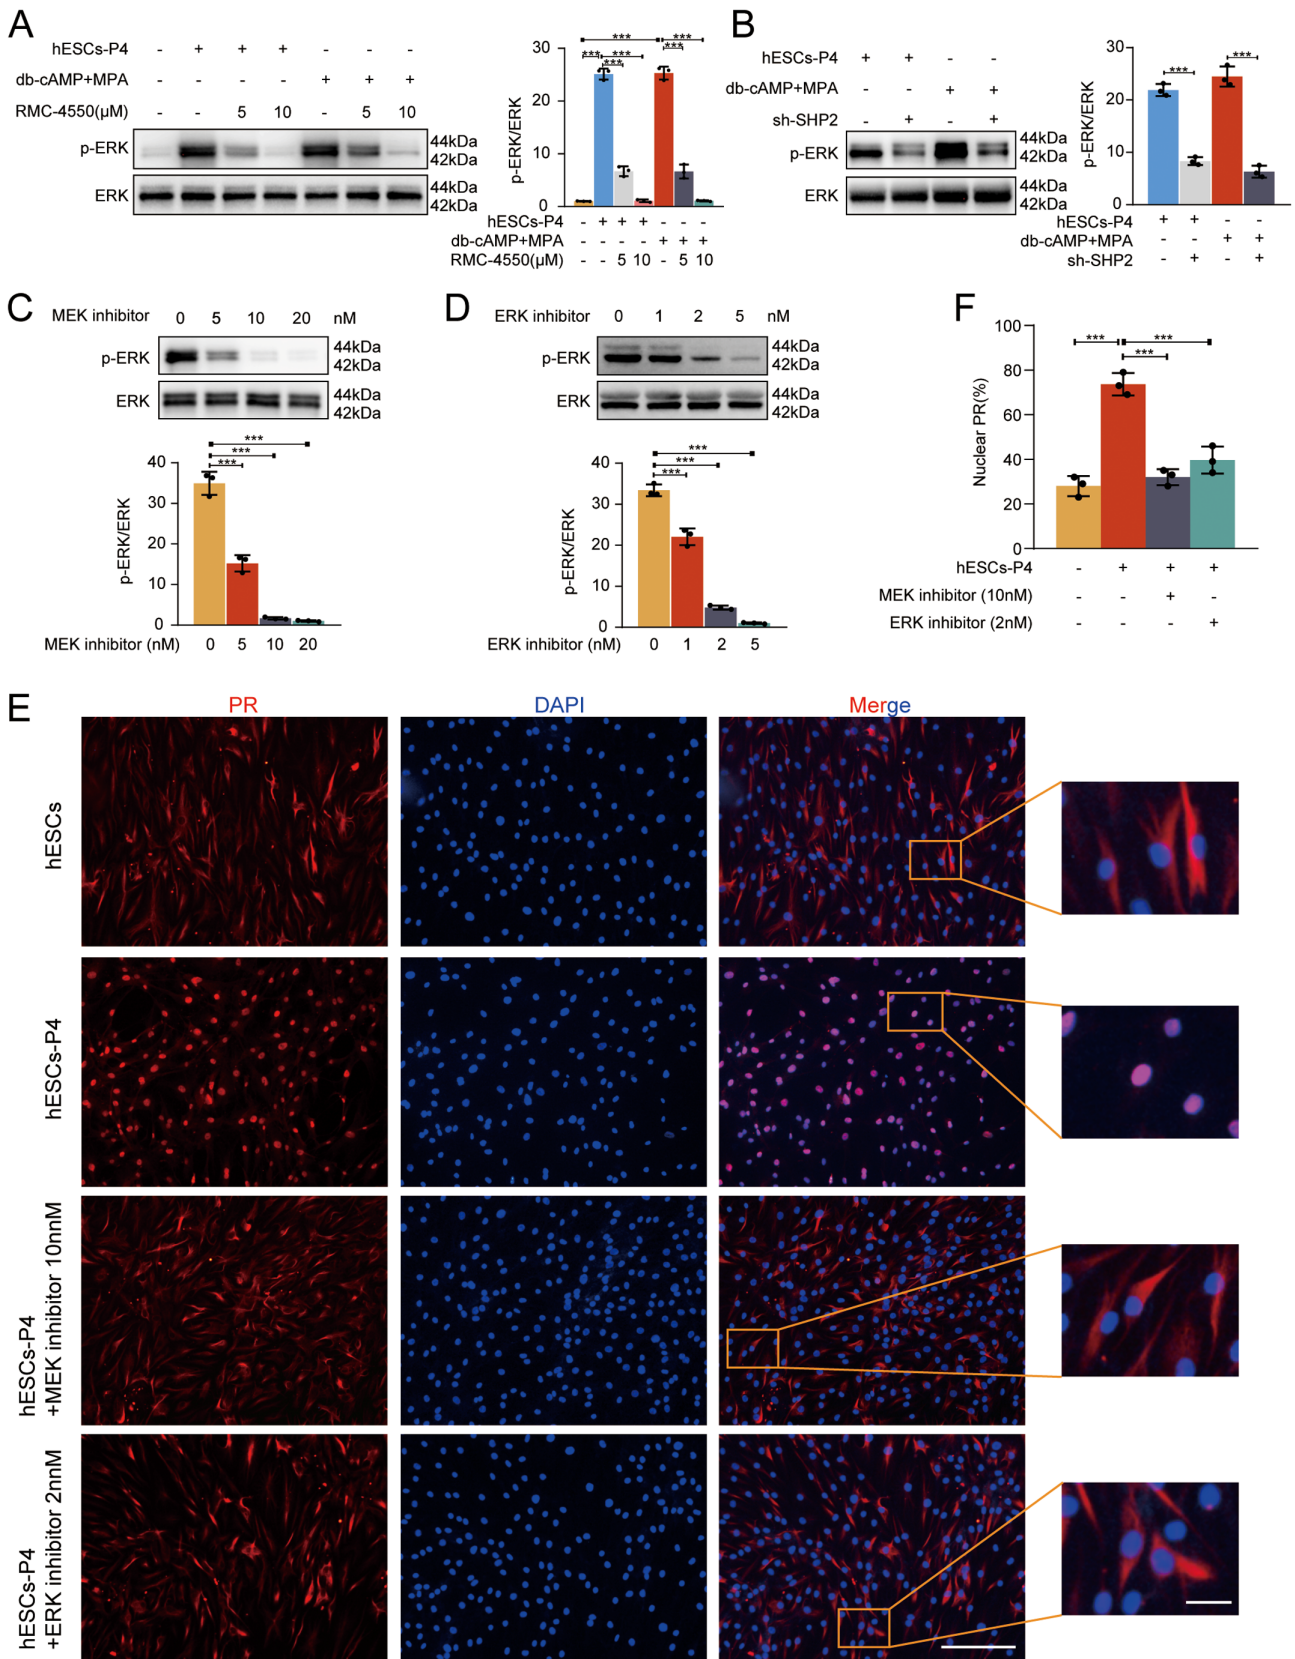 A
hESCs-P4 - + + + - - -
db-cAMP+MPA - - - - + + +
RMC-4550(μM) - - 5 10 - 5 10
p-ERK 44kDa
42kDa
ERK 44kDa
42kDa
p-ERK/ERK
30
20
10
0
*** *** *** *** *** ***
hESCs-P4 - + + + - - -
db-cAMP+MPA - - - - + + +
RMC-4550(μM) - - 5 10 - 5 10
B
hESCs-P4 + + - -
db-cAMP+MPA - - + +
sh-SHP2 - + - +
p-ERK 44kDa
42kDa
ERK 44kDa
42kDa
p-ERK/ERK
30
20
10
0
*** ***
hESCs-P4 + + - -
db-cAMP+MPA - - + +
sh-SHP2 - + - +
C
MEK inhibitor 0 5 10 20 nM
p-ERK 44kDa
42kDa
ERK 44kDa
42kDa
p-ERK/ERK
40
30
20
10
0
***
***
***
MEK inhibitor (nM) 0 5 10 20
D
ERK inhibitor 0 1 2 5 nM
p-ERK 44kDa
42kDa
ERK 44kDa
42kDa
p-ERK/ERK
40
30
20
10
0
***
***
***
ERK inhibitor (nM) 0 1 2 5
F
Nuclear PR(%)
100
80
60
40
20
0
*** ***
***
hESCs-P4 - + + +
MEK inhibitor (10nM) - - + -
ERK inhibitor (2nM) - - - +
E
PR DAPI Merge
hESCs
hESCs-P4
hESCs-P4
+MEK inhibitor 10nM
hESCs-P4
+ERK inhibitor 2nnM